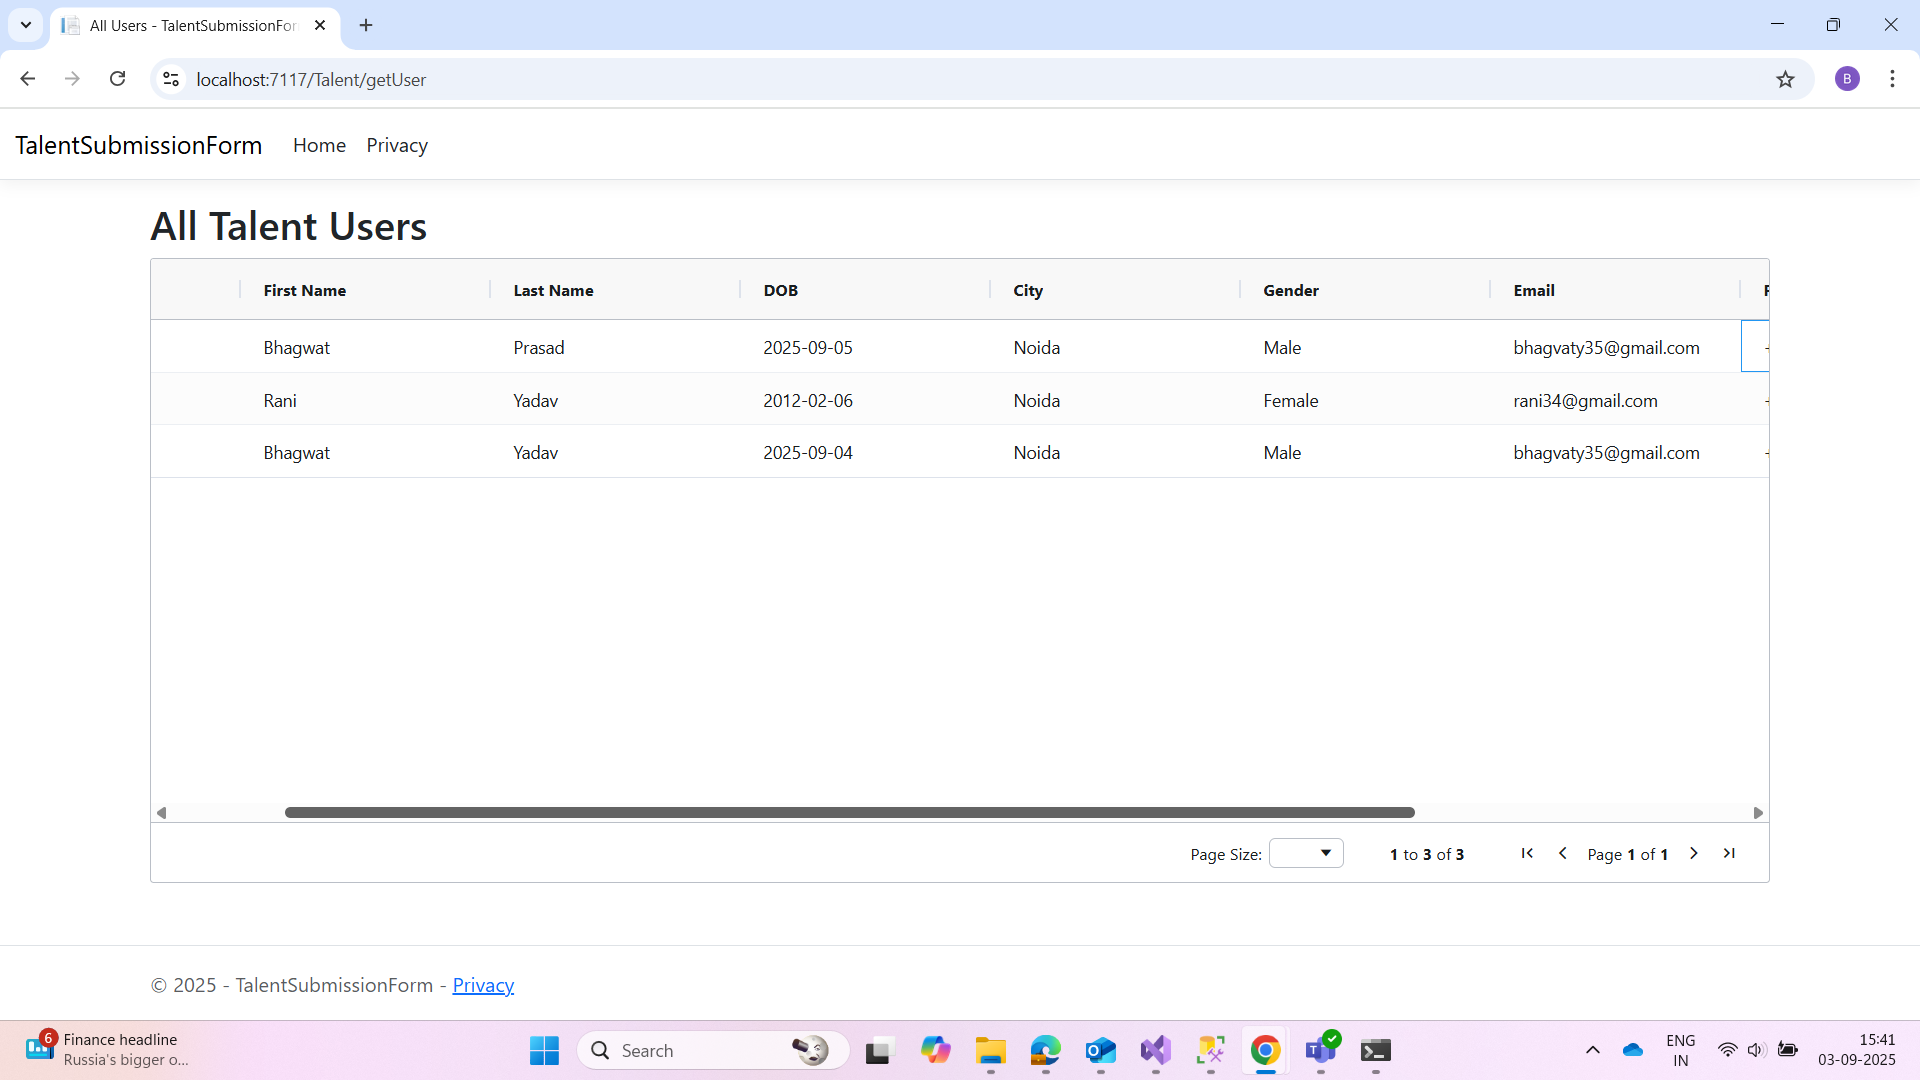 All Users - TalentSubmissionFor
localhost:7117/Talent/getUser
B
TalentSubmissionForm Home Privacy
All Talent Users
First Name Last Name DOB City Gender Email
Bhagwat Prasad 2025-09-05 Noida Male bhagvaty35@gmail.com
Rani Yadav 2012-02-06 Noida Female rani34@gmail.com
Bhagwat Yadav 2025-09-04 Noida Male bhagvaty35@gmail.com
Page Size: 1 to 3 of 3 Page 1 of 1
© 2025 - TalentSubmissionForm - Privacy
6 Finance headline
Russia's bigger o...
Search
ENG
IN
15:41
03-09-2025